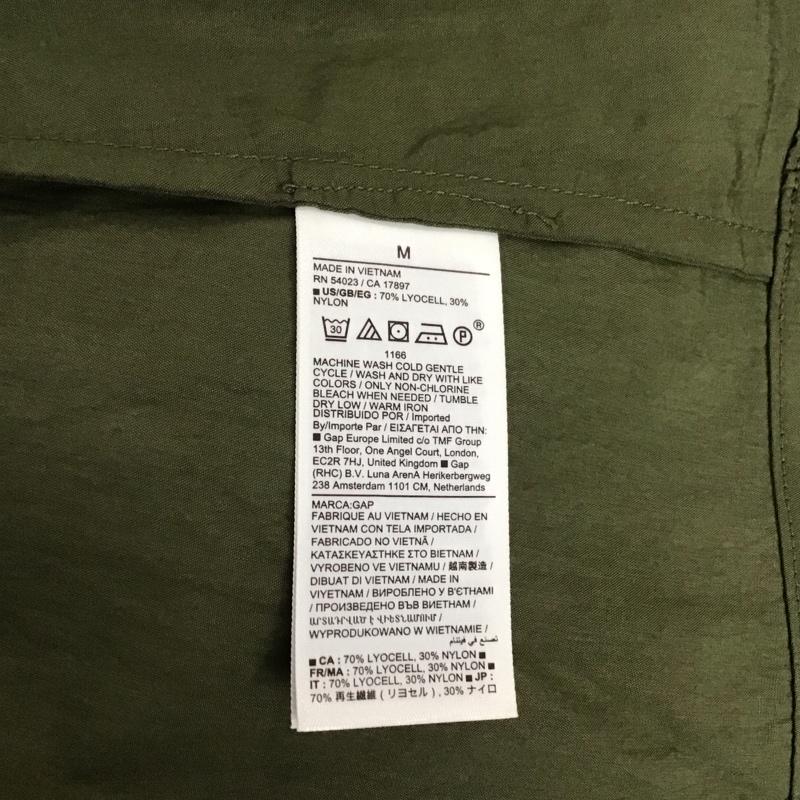 M
MADE IN VIETNAM
RN 54023 / CA 17897
■ US/GB/EG : 70% LYOCELL, 30%
NYLON
30 P ®
1166
MACHINE WASH COLD GENTLE
CYCLE / WASH AND DRY WITH LIKE
COLORS / ONLY NON-CHLORINE
BLEACH WHEN NEEDED / TUMBLE
DRY LOW / WARM IRON
DISTRIBUIDO POR / Imported
By/Importe Par / ΕΙΣΑΓΕΤΑΙ ΑΠΟ ΤΗΝ:
■ Gap Europe Limited c/o TMF Group
13th Floor, One Angel Court, London,
EC2R 7HJ, United Kingdom ■ Gap
(RHC) B.V. Luna ArenA Herikerbergweg
238 Amsterdam 1101 CM, Netherlands
MARCA:GAP
FABRIQUE AU VIETNAM / HECHO EN
VIETNAM CON TELA IMPORTADA /
FABRICADO NO VIETNÃ /
ΚΑΤΑΣΚΕΥΑΣΤΗΚΕ ΣΤΟ ΒΙΕΤΝΑΜ /
VYROBENO VE VIETNAMU / 越南製造 /
DIBUAT DI VIETNAM / MADE IN
VIYETNAM / ВИРОБЛЕНО У В'ЄТНАМІ
/ ПРОИЗВЕДЕНО ВЪВ ВИЕТНАМ /
ԱՐՏԱԴՐՎԱԾ Է ՎԻԵՏՆԱՄՈՒՄ /
WYPRODUKOWANO W WIETNAMIE / تصنع في فيتنام
■ CA : 70% LYOCELL, 30% NYLON ■
FR/MA : 70% LYOCELL, 30% NYLON ■
IT : 70% LYOCELL, 30% NYLON ■ JP :
70% 再生繊維 (リヨセル) , 30% ナイロ